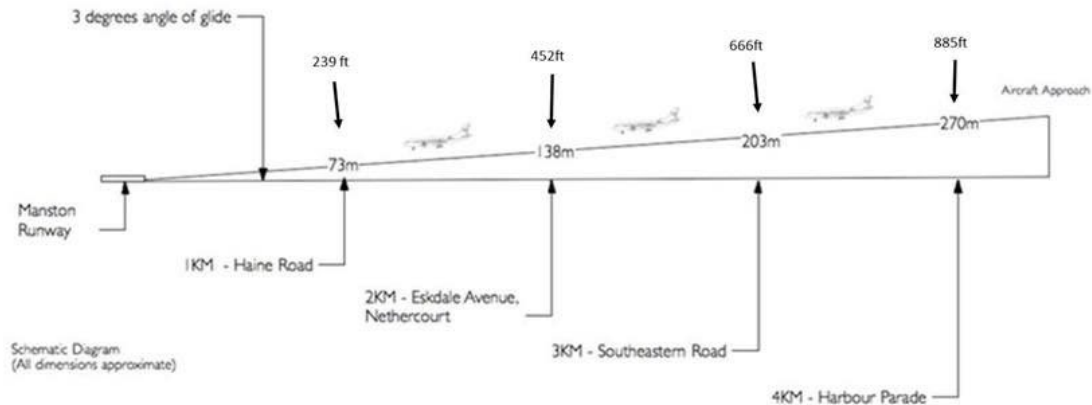 3 degrees angle of glide
239 ft
452ft
666ft
885ft
Aircraft Approach
73m
138m
203m
270m
Manston
Runway
1KM - Haine Road
2KM - Eskdale Avenue,
Nethercourt
3KM - Southeastern Road
4KM - Harbour Parade
Schematic Diagram
(All dimensions approximate)